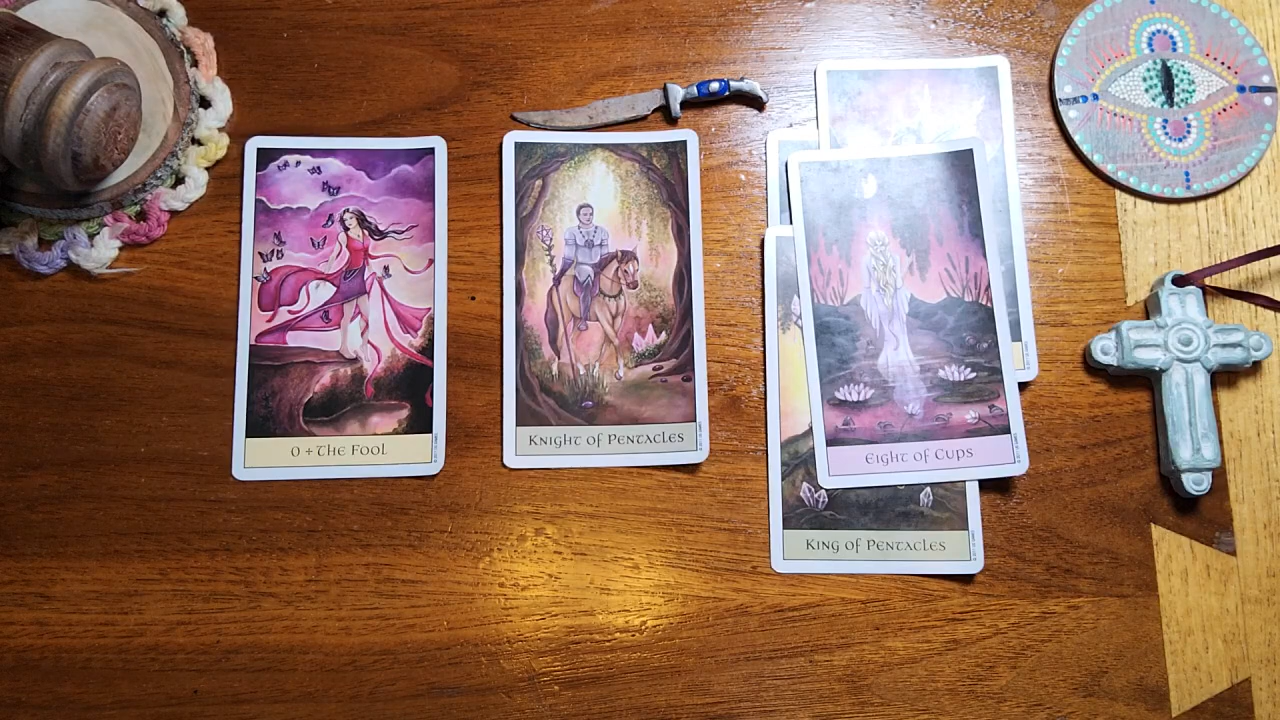 0 + The Fool
Knight of Pentacles
Eight of Cups
King of Pentacles